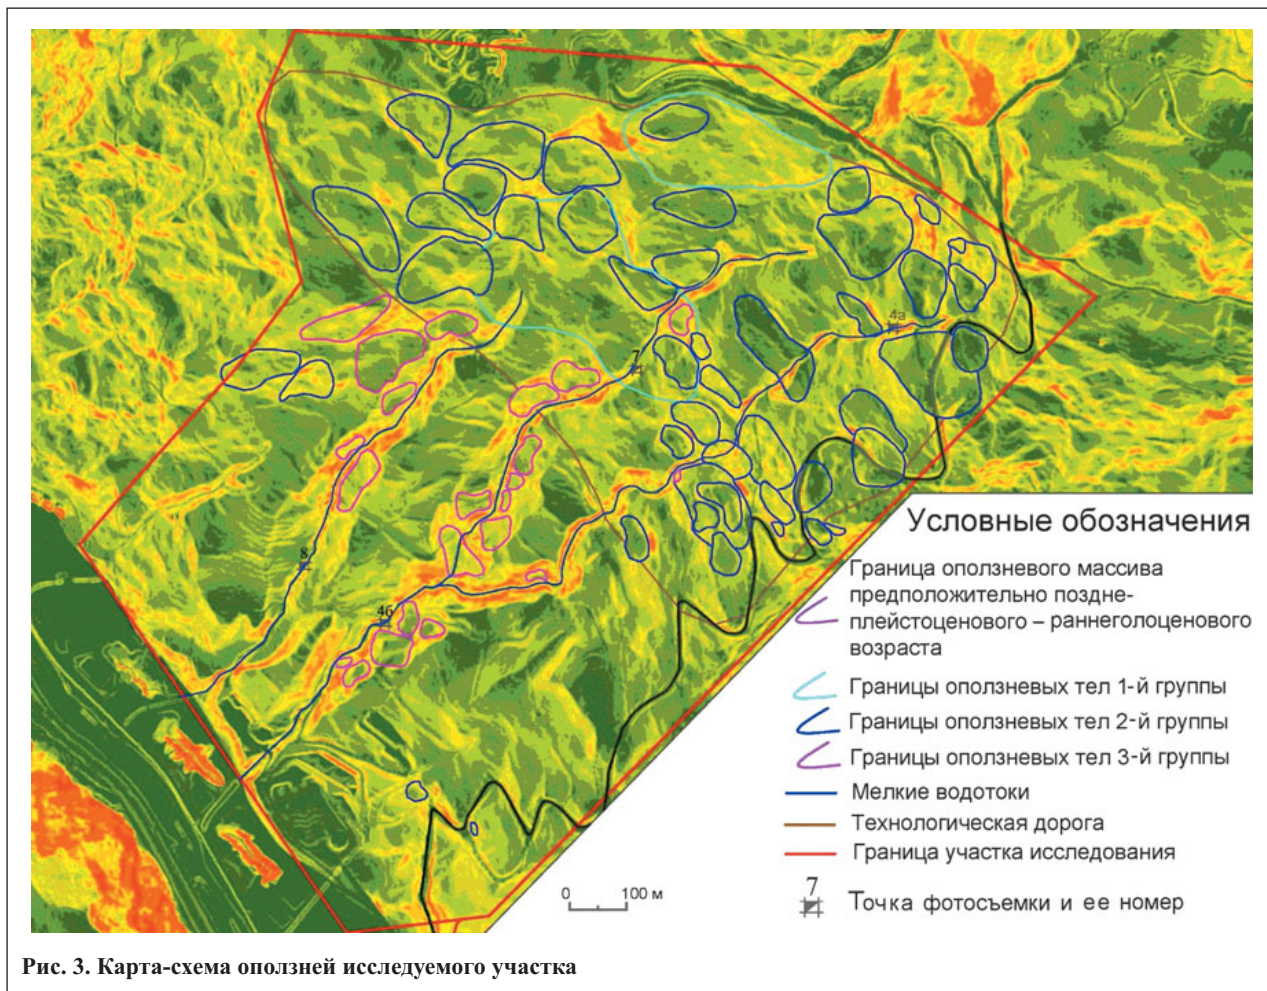 4а
7
8
4б
Условные обозначения
Граница оползневого массива
предположительно поздне-
плейстоценового – раннеголоценового
возраста
Границы оползневых тел 1-й группы
Границы оползневых тел 2-й группы
Границы оползневых тел 3-й группы
Мелкие водотоки
Технологическая дорога
Граница участка исследования
7
Точка фотосъемки и ее номер
0 100 м
Рис. 3. Карта-схема оползней исследуемого участка